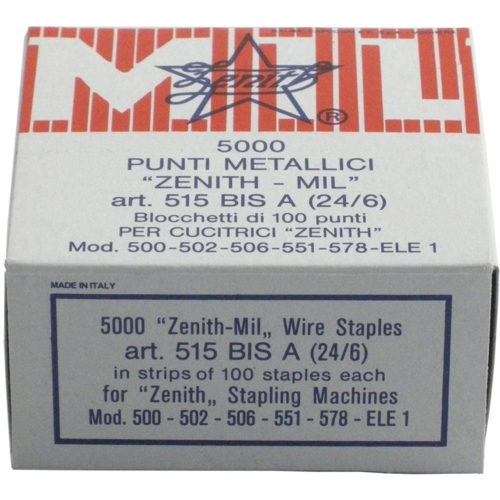 MIL
Zenith
®
5000
PUNTI METALLICI
“ZENITH - MIL”
art. 515 BIS A (24/6)
Blocchetti di 100 punti
PER CUCITRICI “ZENITH”
Mod. 500-502-506-551-578-ELE 1
MADE IN ITALY
5000 “Zenith-Mil„ Wire Staples
art. 515 BIS A (24/6)
in strips of 100 staples each
for “Zenith„ Stapling Machines
Mod. 500 - 502 - 506 - 551 - 578 - ELE 1